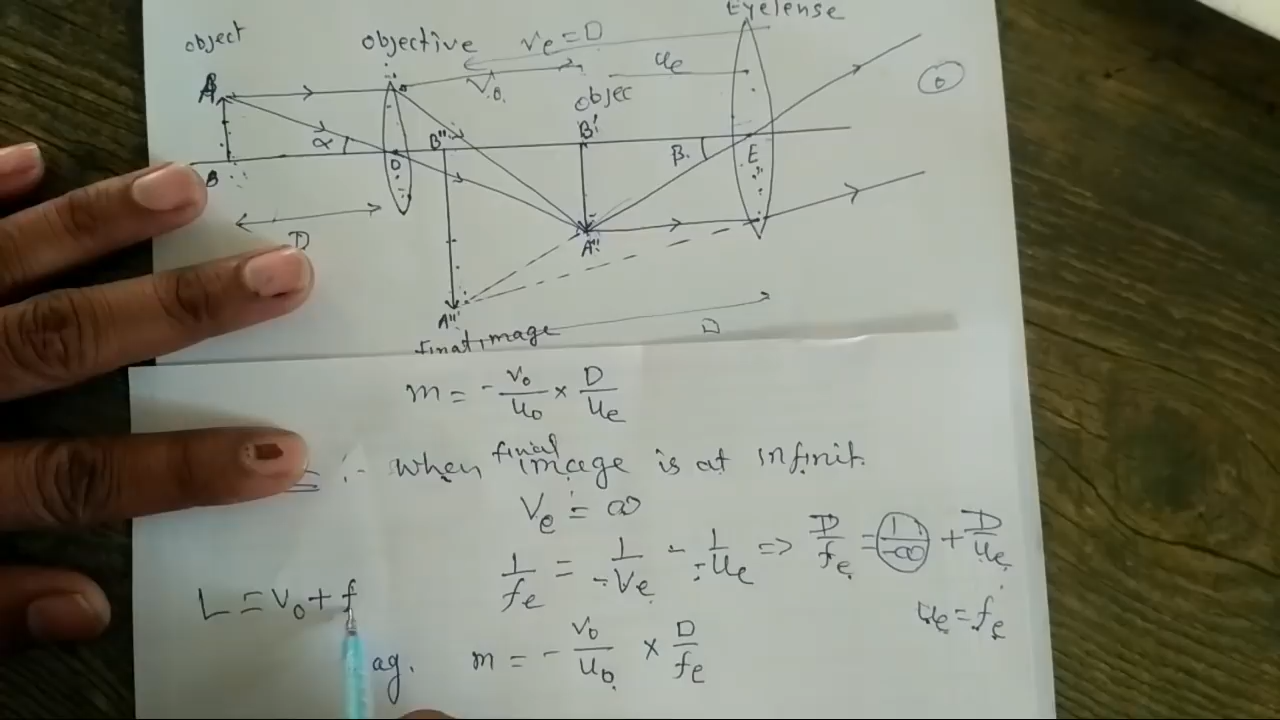 Eyelense
object
objective
Ve = D
ue
Vo
objec
6
A
B'
B"
α
β
E
O
B
D
A"
A"'
final image
D
m = - Vo/uo × D/ue
:- when final image is at infinit.
Ve = ∞
1/fe = 1/-Ve - 1/-ue => D/fe = 1/-∞ + D/ue
L = Vo + f
ue = fe
ag. m = - Vo/uo × D/fe